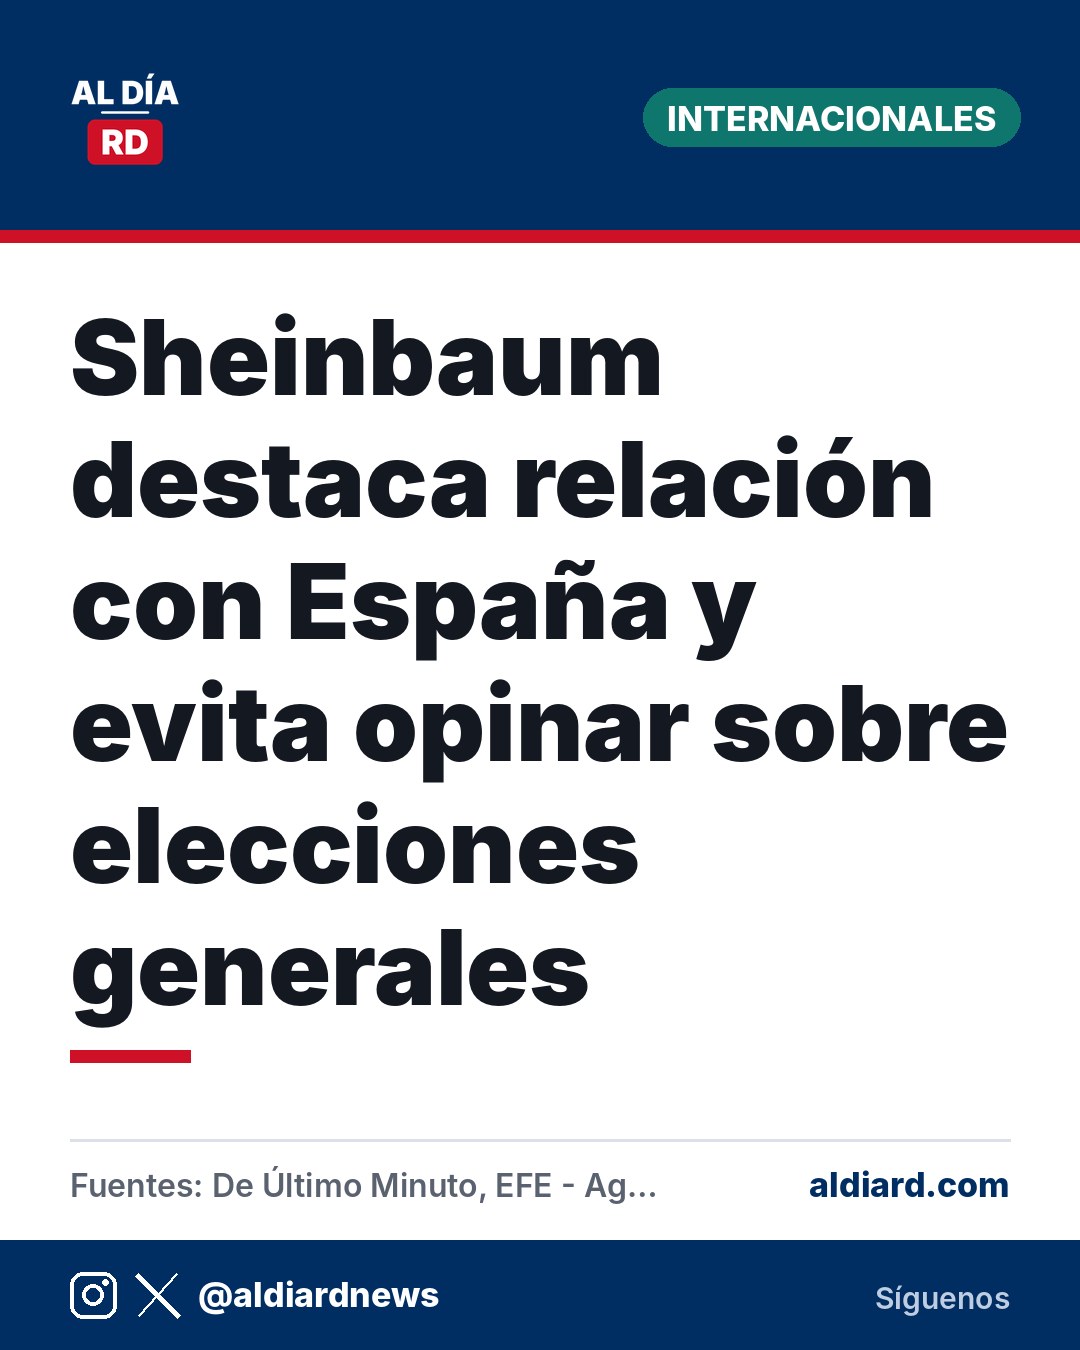 AL DÍA
RD
INTERNACIONALES
Sheinbaum
destaca relación
con España y
evita opinar sobre
elecciones
generales
Fuentes: De Último Minuto, EFE - Ag...
aldiard.com
@aldiardnews
Síguenos